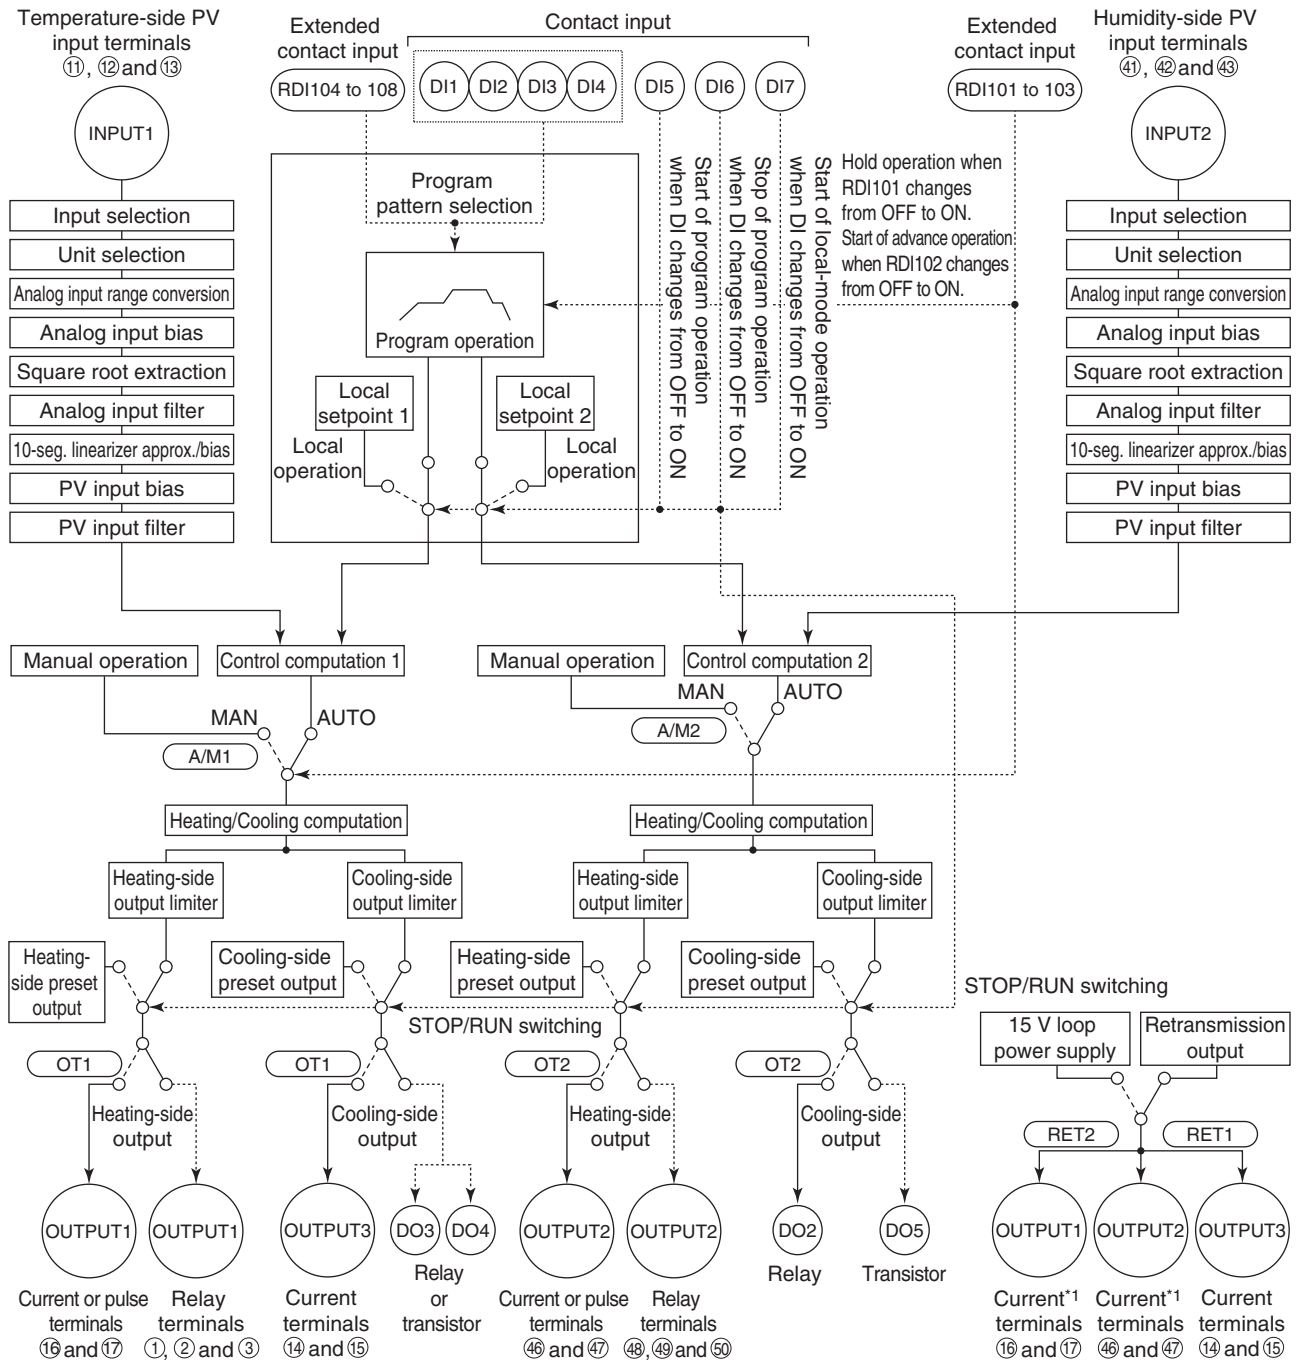 Temperature-side PV
input terminals
⑪, ⑫ and ⑬
Extended
contact input
Contact input
Extended
contact input
Humidity-side PV
input terminals
㊶, ㊷ and ㊸
RDI104 to 108
DI1
DI2
DI3
DI4
DI5
DI6
DI7
RDI101 to 103
INPUT1
INPUT2
Program
pattern selection
Start of program operation
when DI changes from OFF to ON
Stop of program operation
when DI changes from OFF to ON
Start of local-mode operation
when DI changes from OFF to ON
Hold operation when
RDI101 changes
from OFF to ON.
Start of advance operation
when RDI102 changes
from OFF to ON.
Input selection
Unit selection
Analog input range conversion
Analog input bias
Square root extraction
Analog input filter
10-seg. linearizer approx./bias
PV input bias
PV input filter
Program operation
Local
setpoint 1
Local
setpoint 2
Local
operation
Local
operation
Input selection
Unit selection
Analog input range conversion
Analog input bias
Square root extraction
Analog input filter
10-seg. linearizer approx./bias
PV input bias
PV input filter
Manual operation
Control computation 1
Manual operation
Control computation 2
MAN
AUTO
A/M1
MAN
AUTO
A/M2
Heating/Cooling computation
Heating/Cooling computation
Heating-side
output limiter
Cooling-side
output limiter
Heating-side
output limiter
Cooling-side
output limiter
Heating-
side preset
output
Cooling-side
preset output
Heating-side
preset output
Cooling-side
preset output
STOP/RUN switching
STOP/RUN switching
15 V loop
power supply
Retransmission
output
OT1
OT1
OT2
OT2
Heating-side
output
Cooling-side
output
Heating-side
output
Cooling-side
output
RET2
RET1
OUTPUT1
OUTPUT1
OUTPUT3
DO3
DO4
OUTPUT2
OUTPUT2
DO2
DO5
OUTPUT1
OUTPUT2
OUTPUT3
Current or pulse
terminals
⑯ and ⑰
Relay
terminals
①, ② and ③
Current
terminals
⑭ and ⑮
Relay
or
transistor
Current or pulse
terminals
㊻ and ㊼
Relay
terminals
㊽, ㊾ and ㊿
Relay
Transistor
Current*1
terminals
⑯ and ⑰
Current*1
terminals
㊻ and ㊼
Current
terminals
⑭ and ⑮